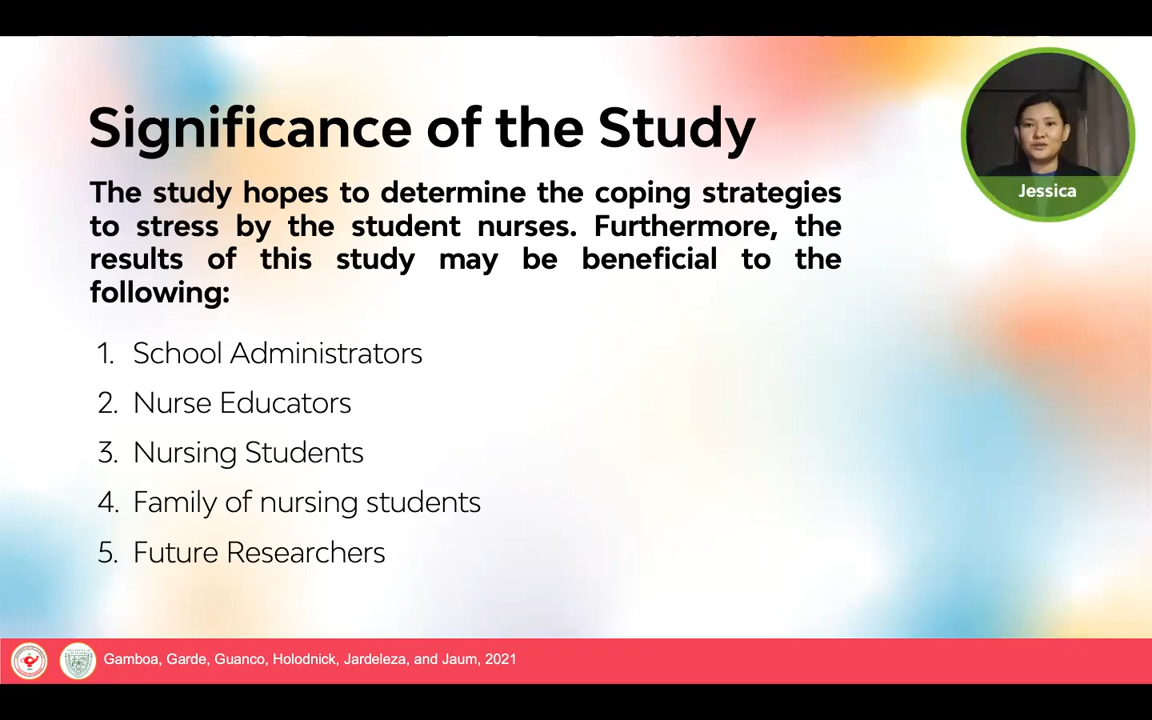 Significance of the Study
The study hopes to determine the coping strategies
to stress by the student nurses. Furthermore, the
results of this study may be beneficial to the
following:
1. School Administrators
2. Nurse Educators
3. Nursing Students
4. Family of nursing students
5. Future Researchers
Jessica
Gamboa, Garde, Guanco, Holodnick, Jardeleza, and Jaum, 2021